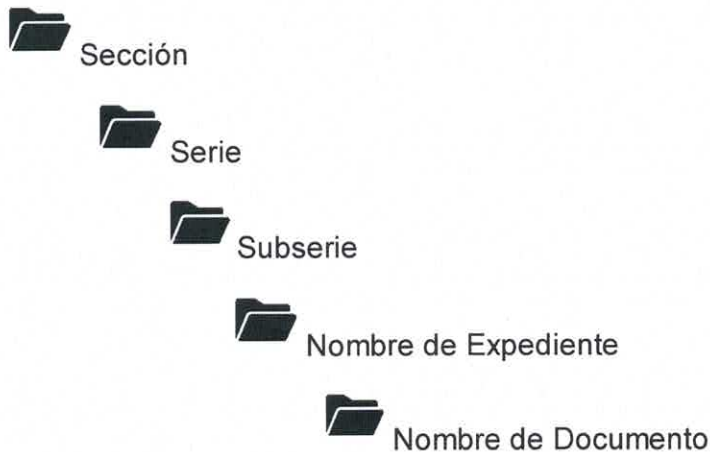 Sección
Serie
Subserie
Nombre de Expediente
Nombre de Documento